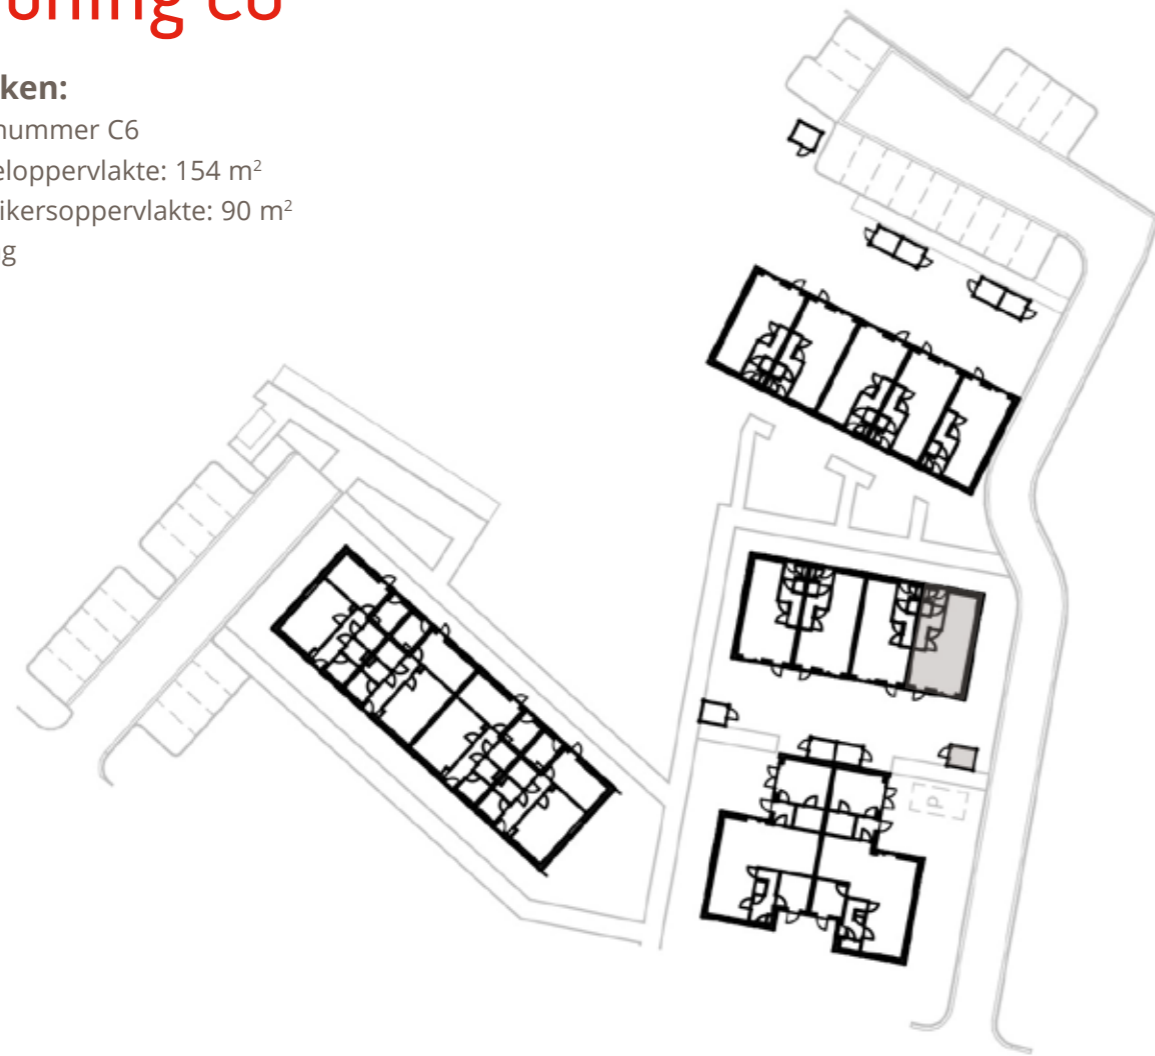 oning C6
ken:
nummer C6
eloppervlakte: 154 m²
ikersoppervlakte: 90 m²
g
P